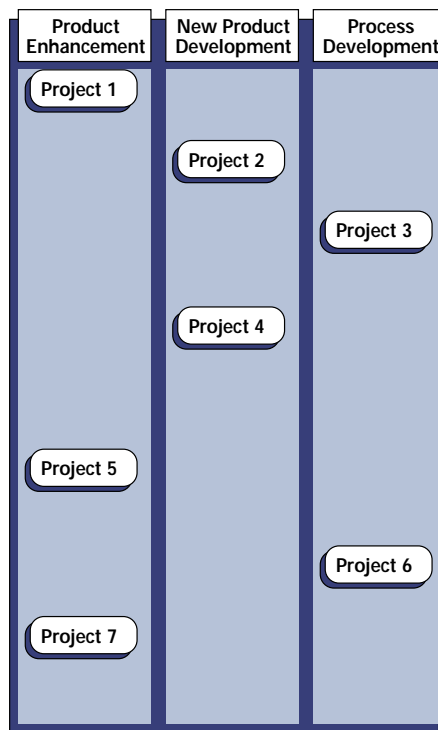 Product
Enhancement
New Product
Development
Process
Development
Project 1
Project 2
Project 3
Project 4
Project 5
Project 6
Project 7